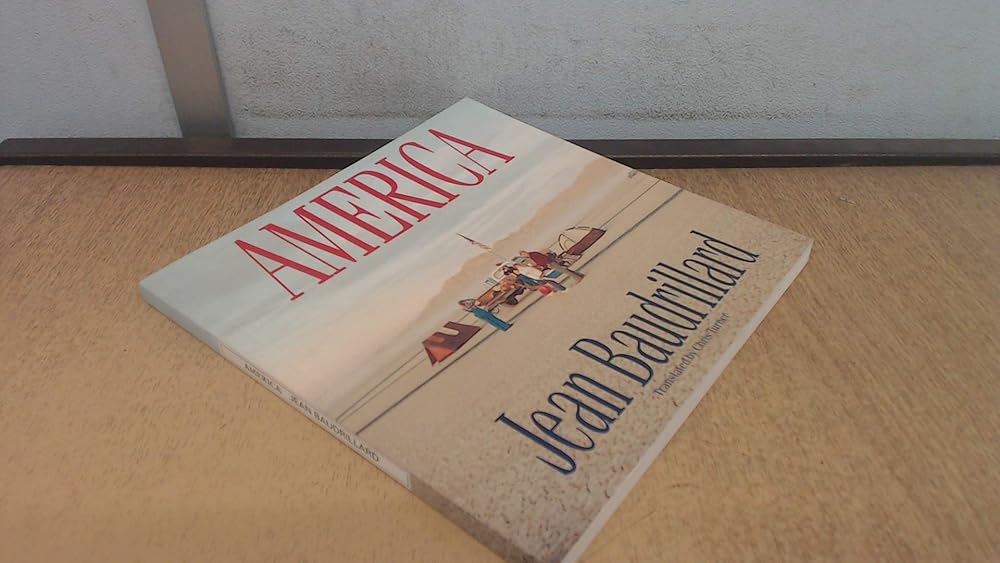 AMERICA
Jean Baudrillard
Translated by Chris Turner
AMERICA JEAN BAUDRILLARD